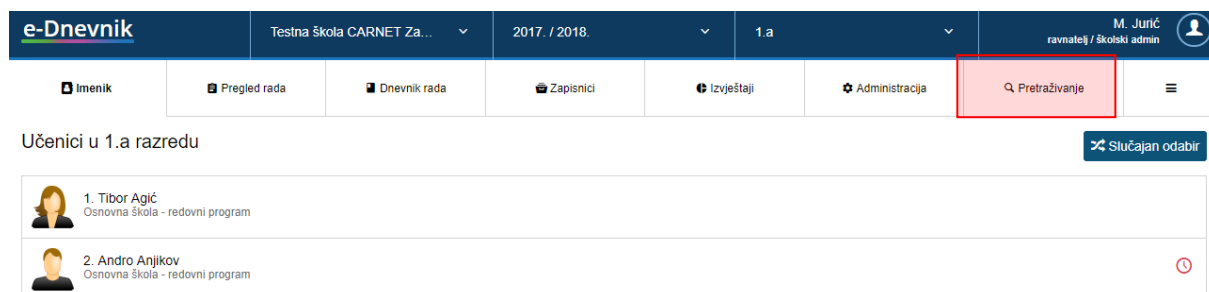 e-Dnevnik
Testna škola CARNET Za...
2017. / 2018.
1.a
M. Jurić
ravnatelj / školski admin
Imenik
Pregled rada
Dnevnik rada
Zapisnici
Izvještaji
Administracija
Pretraživanje
Učenici u 1.a razredu
Slučajan odabir
1. Tibor Agić
Osnovna škola - redovni program
2. Andro Anjikov
Osnovna škola - redovni program